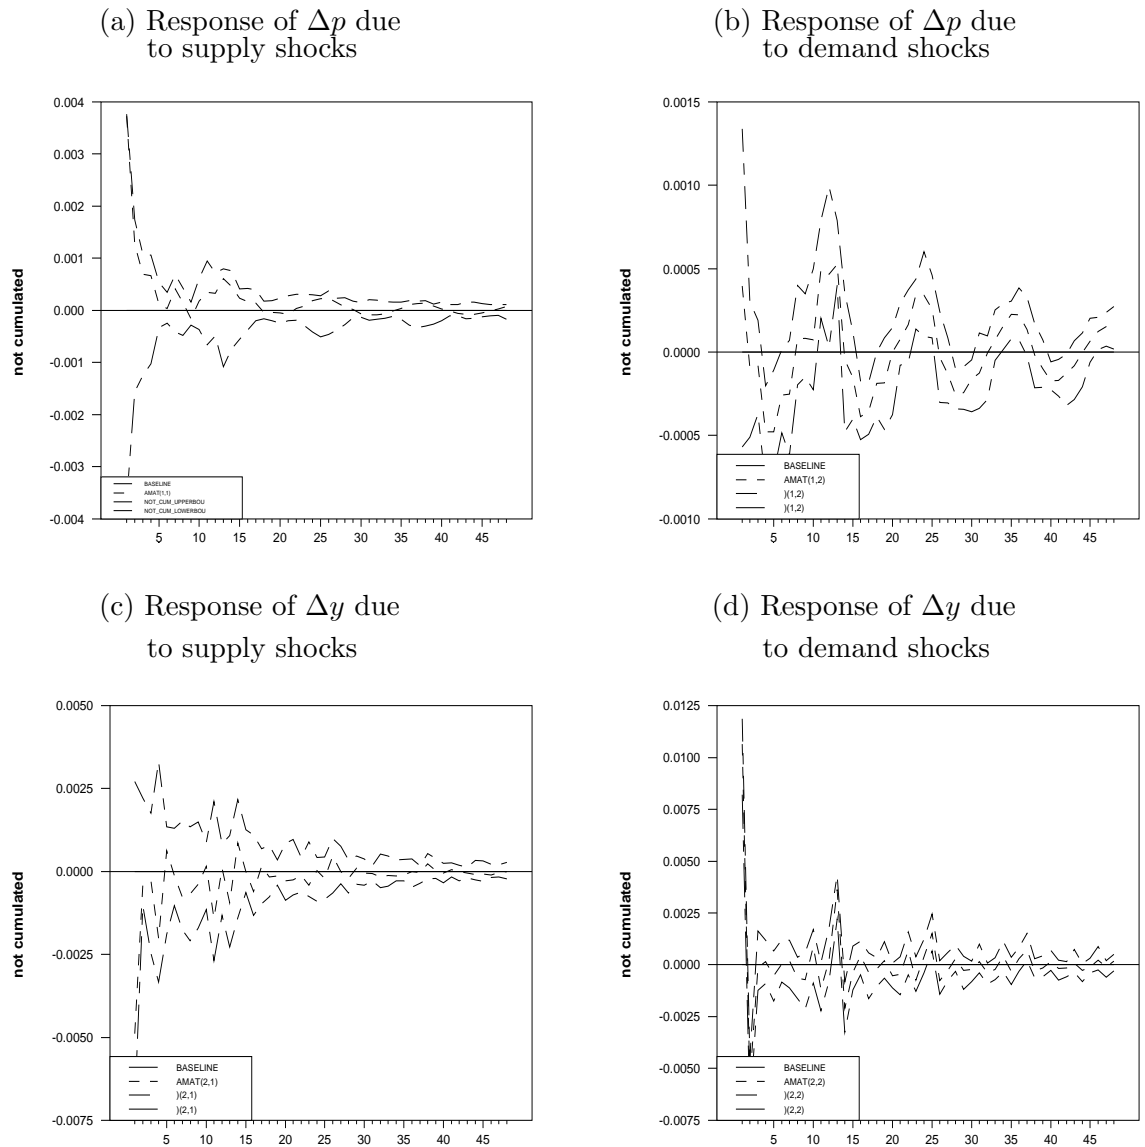 (a) Response of Δp due
to supply shocks
(b) Response of Δp due
to demand shocks
not cumulated
0.004
0.003
0.002
0.001
0.000
-0.001
-0.002
-0.003
-0.004
BASELINE
AMAT(1,1)
NOT_CUM_UPPERBOU
NOT_CUM_LOWERBOU
5 10 15 20 25 30 35 40 45
not cumulated
0.0015
0.0010
0.0005
0.0000
-0.0005
-0.0010
BASELINE
AMAT(1,2)
)(1,2)
)(1,2)
5 10 15 20 25 30 35 40 45
(c) Response of Δy due
to supply shocks
(d) Response of Δy due
to demand shocks
not cumulated
0.0050
0.0025
0.0000
-0.0025
-0.0050
-0.0075
BASELINE
AMAT(2,1)
)(2,1)
)(2,1)
5 10 15 20 25 30 35 40 45
not cumulated
0.0125
0.0100
0.0075
0.0050
0.0025
0.0000
-0.0025
-0.0050
-0.0075
BASELINE
AMAT(2,2)
)(2,2)
)(2,2)
5 10 15 20 25 30 35 40 45